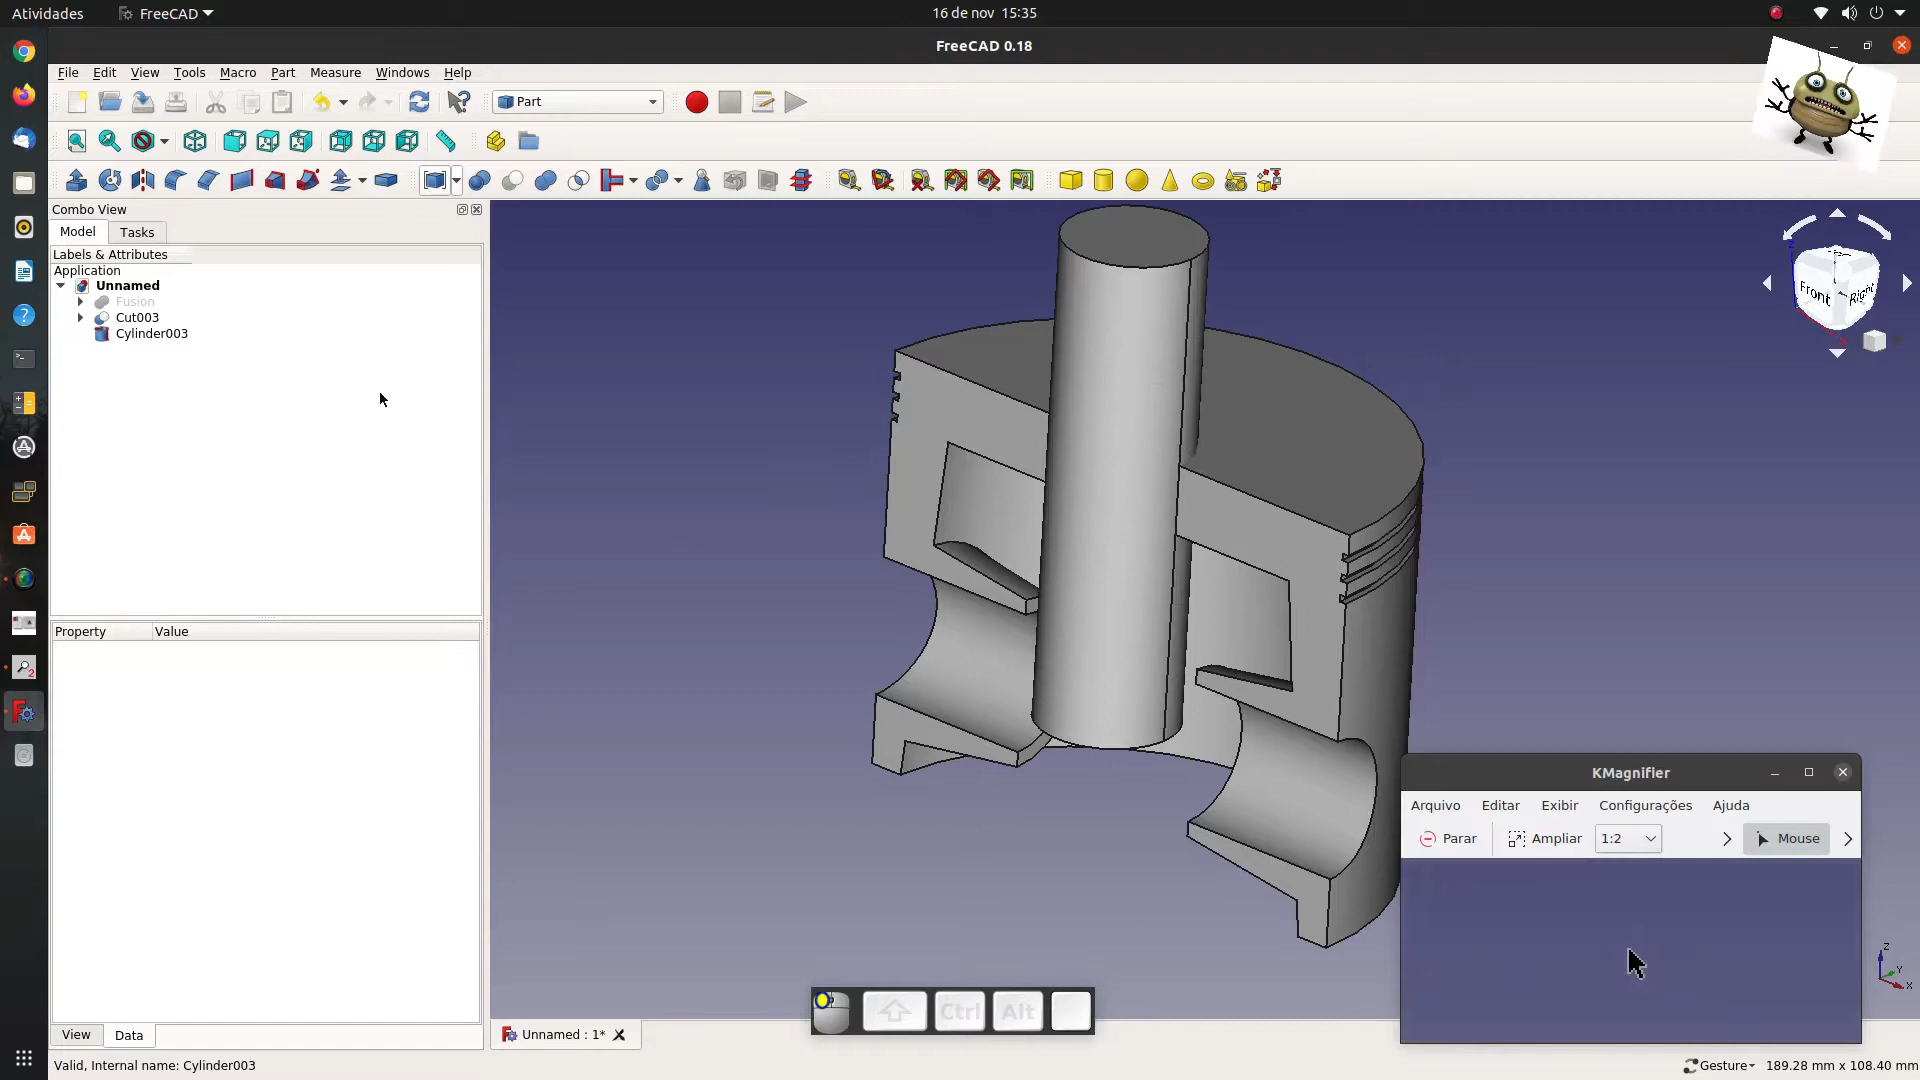 Atividades
FreeCAD
16 de nov 15:35
FreeCAD 0.18
File Edit View Tools Macro Part Measure Windows Help
Part
Combo View
Model Tasks
Labels & Attributes
Application
Unnamed
Fusion
Cut003
Cylinder003
Front
Right
Property Value
View Data
Unnamed : 1*
Ctrl Alt
KMagnifier
Arquivo Editar Exibir Configurações Ajuda
Parar Ampliar 1:2 Mouse
Z
Y
X
Valid, Internal name: Cylinder003
Gesture 189.28 mm x 108.40 mm